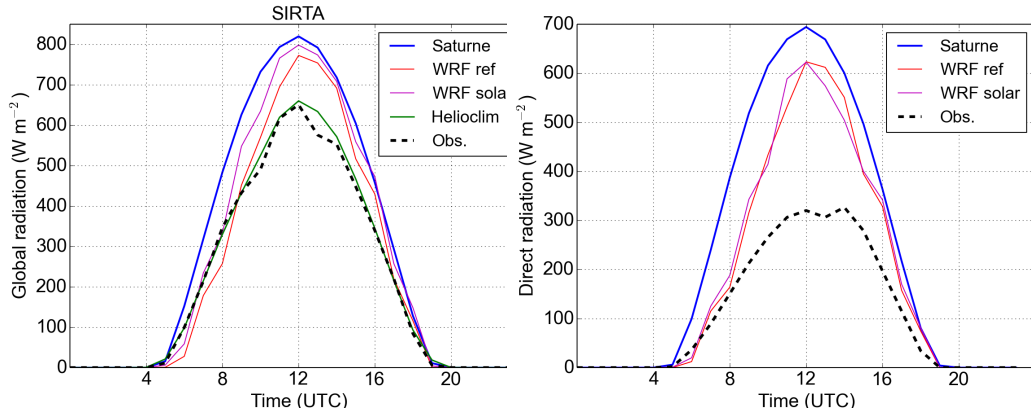 SIRTA
Global radiation (W m⁻²)
800
700
600
500
400
300
200
100
0
4
8
12
16
20
Time (UTC)
Saturne
WRF ref
WRF sola
Helioclim
Obs.
Direct radiation (W m⁻²)
700
600
500
400
300
200
100
0
4
8
12
16
20
Time (UTC)
Saturne
WRF ref
WRF solar
Obs.